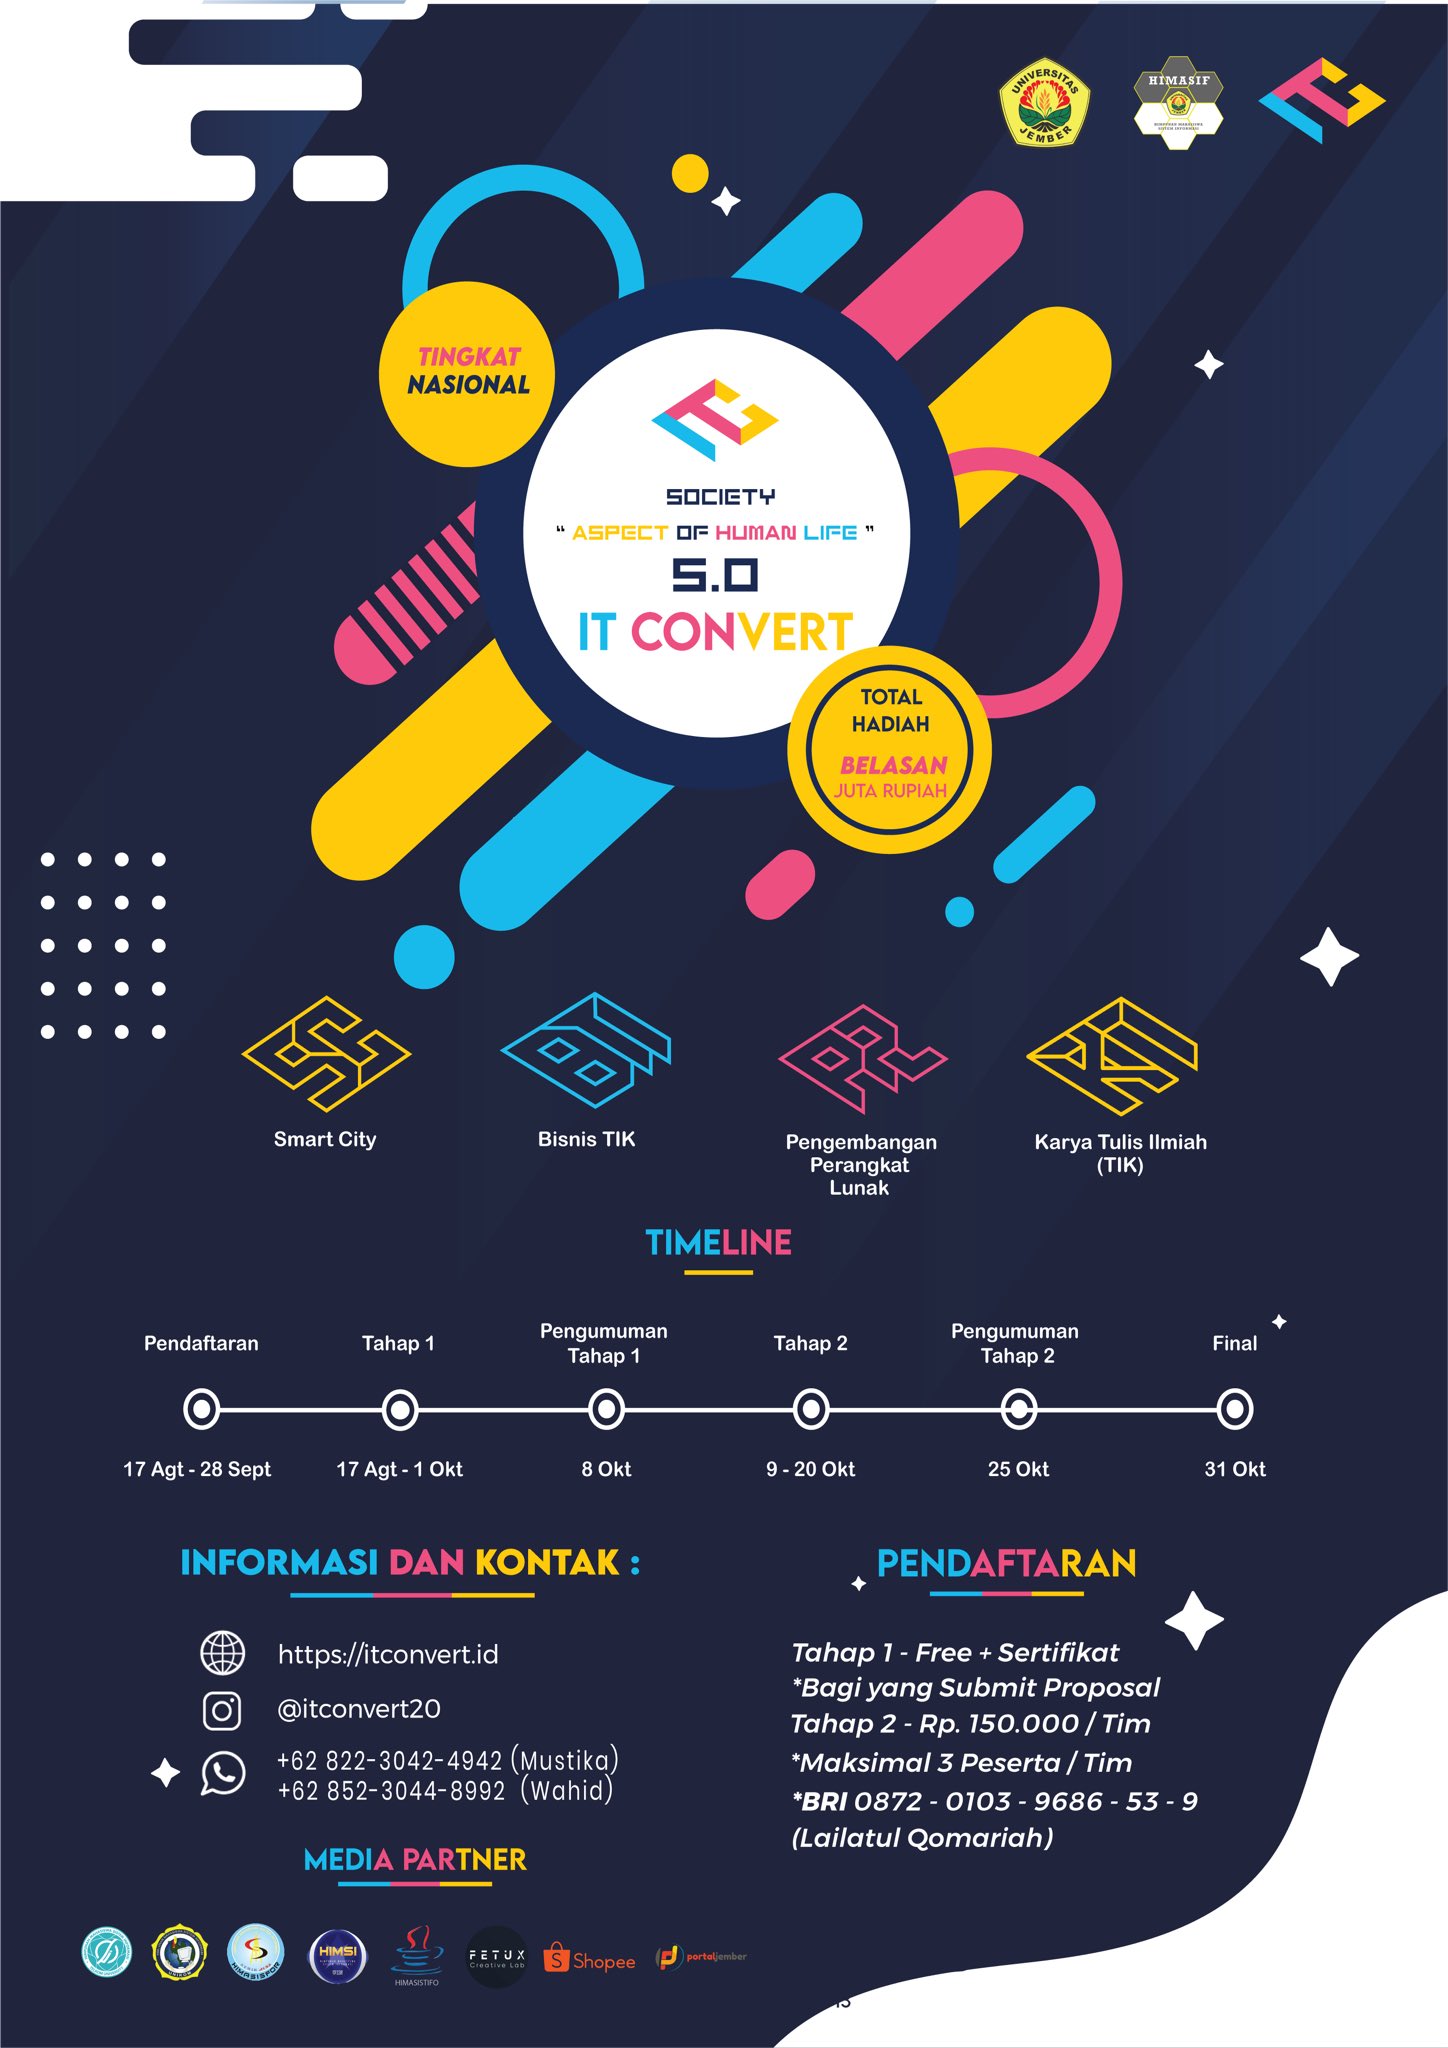 UNIVERSITAS
JEMBER
HIMASIF
HIMPUNAN MAHASISWA
SISTEM INFORMASI
TINGKAT
NASIONAL
SOCIETY
“ ASPECT OF HUMAN LIFE ”
5.0
IT CONVERT
TOTAL
HADIAH
BELASAN
JUTA RUPIAH
Smart City
Bisnis TIK
Pengembangan
Perangkat
Lunak
Karya Tulis Ilmiah
(TIK)
TIMELINE
Pendaftaran
Tahap 1
Pengumuman
Tahap 1
Tahap 2
Pengumuman
Tahap 2
Final
17 Agt - 28 Sept
17 Agt - 1 Okt
8 Okt
9 - 20 Okt
25 Okt
31 Okt
INFORMASI DAN KONTAK :
https://itconvert.id
@itconvert20
+62 822-3042-4942 (Mustika)
+62 852-3044-8992 (Wahid)
PENDAFTARAN
Tahap 1 - Free + Sertifikat
*Bagi yang Submit Proposal
Tahap 2 - Rp. 150.000 / Tim
*Maksimal 3 Peserta / Tim
*BRI 0872 - 0103 - 9686 - 53 - 9
(Lailatul Qomariah)
MEDIA PARTNER
HIMASISFOR
HIMSI
HIMASISTIFO
FETUX
Creative Lab
Shopee
portaljember